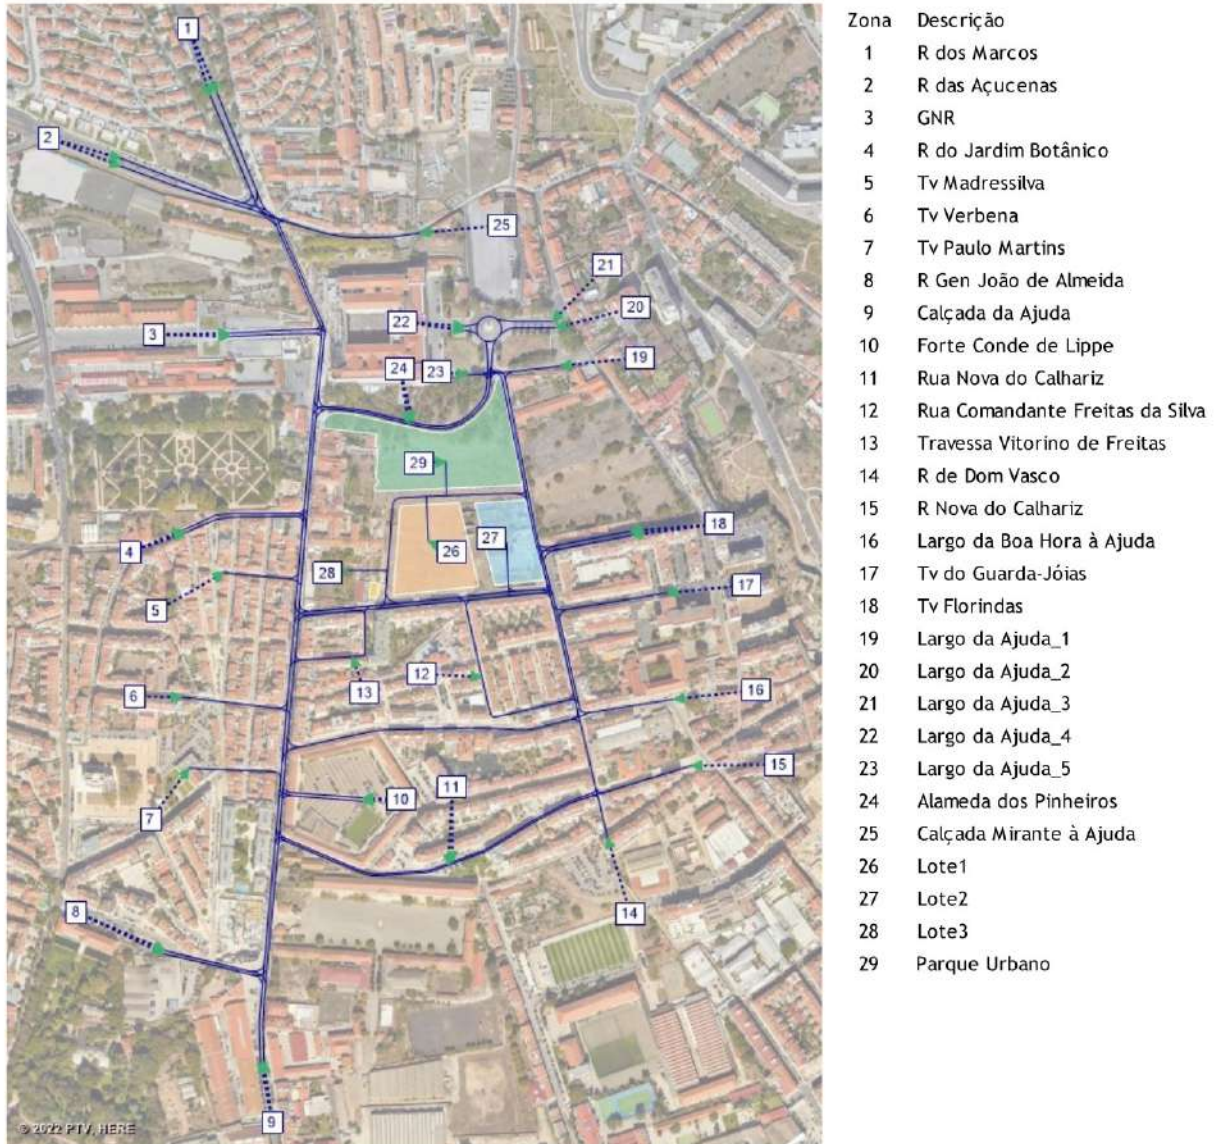 Zona Descrição
1 R dos Marcos
2 R das Açucenas
3 GNR
4 R do Jardim Botânico
5 Tv Madressilva
6 Tv Verbena
7 Tv Paulo Martins
8 R Gen João de Almeida
9 Calçada da Ajuda
10 Forte Conde de Lippe
11 Rua Nova do Calhariz
12 Rua Comandante Freitas da Silva
13 Travessa Vitorino de Freitas
14 R de Dom Vasco
15 R Nova do Calhariz
16 Largo da Boa Hora à Ajuda
17 Tv do Guarda-Jóias
18 Tv Florindas
19 Largo da Ajuda_1
20 Largo da Ajuda_2
21 Largo da Ajuda_3
22 Largo da Ajuda_4
23 Largo da Ajuda_5
24 Alameda dos Pinheiros
25 Calçada Mirante à Ajuda
26 Lote1
27 Lote2
28 Lote3
29 Parque Urbano
1
2
25
21
20
22
3
19
24
23
29
18
27
26
4
28
17
5
12
13
16
6
15
11
10
7
8
14
9
© 2022 PTV, HERE